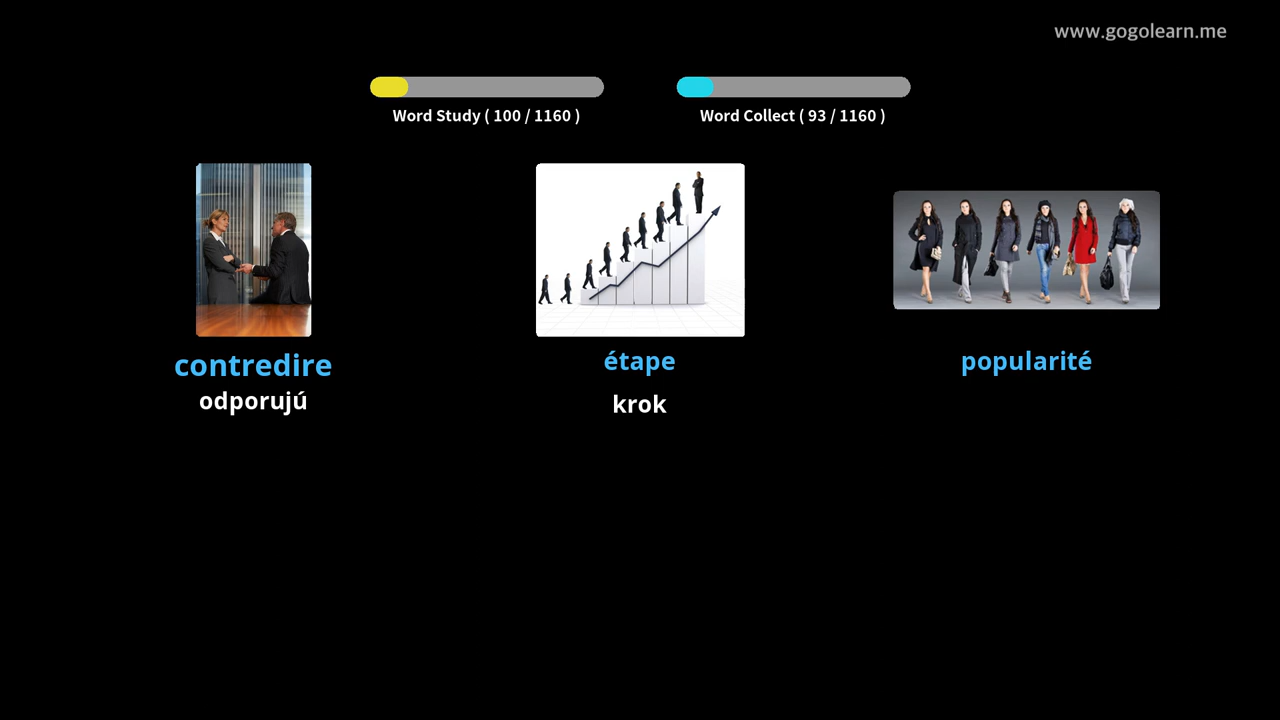 www.gogolearn.me
Word Study ( 100 / 1160 )
Word Collect ( 93 / 1160 )
contredire
odporujú
étape
krok
popularité